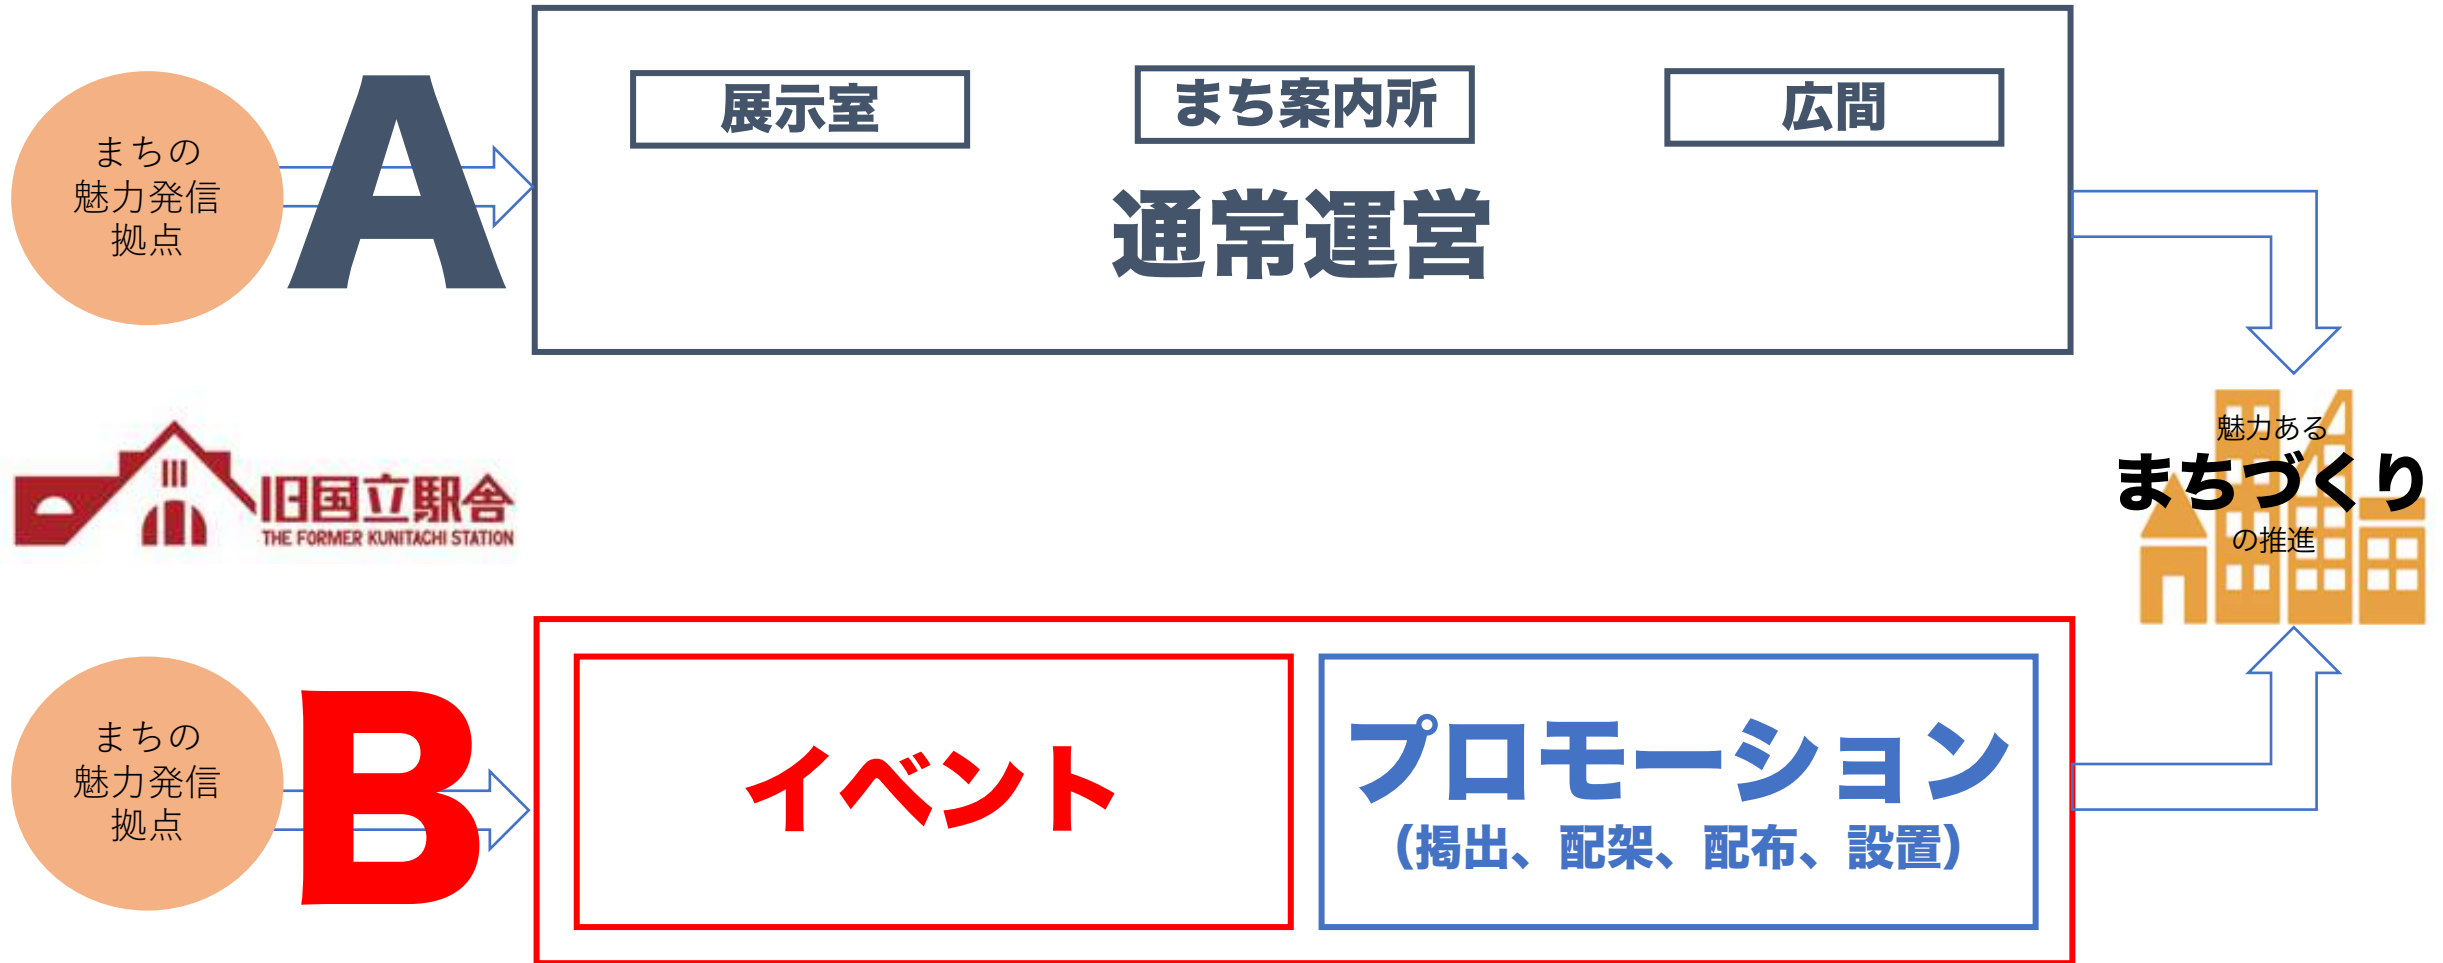 まちの
魅力発信
拠点
A
展示室
まち案内所
広間
通常運営
旧国立駅舎
THE FORMER KUNITACHI STATION
魅力ある
まちづくり
の推進
まちの
魅力発信
拠点
B
イベント
プロモーション
（掲出、配架、配布、設置）